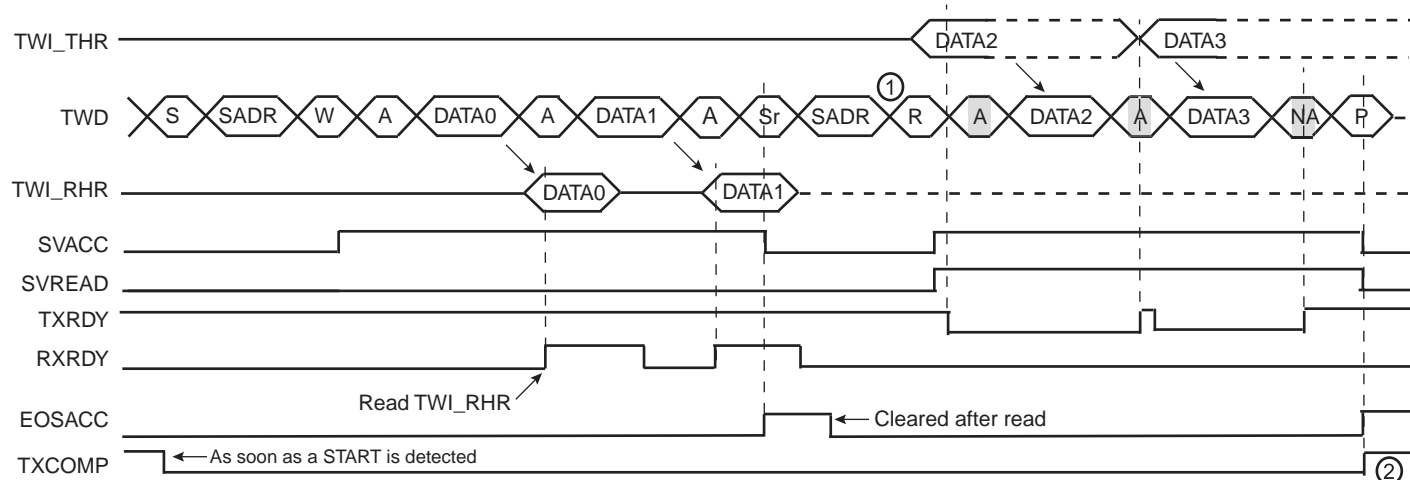 TWI_THR DATA2 DATA3
1
TWD S SADR W A DATA0 A DATA1 A Sr SADR R A DATA2 A DATA3 NA P
TWI_RHR DATA0 DATA1
SVACC
SVREAD
TXRDY
RXRDY
Read TWI_RHR
EOSACC Cleared after read
TXCOMP As soon as a START is detected 2